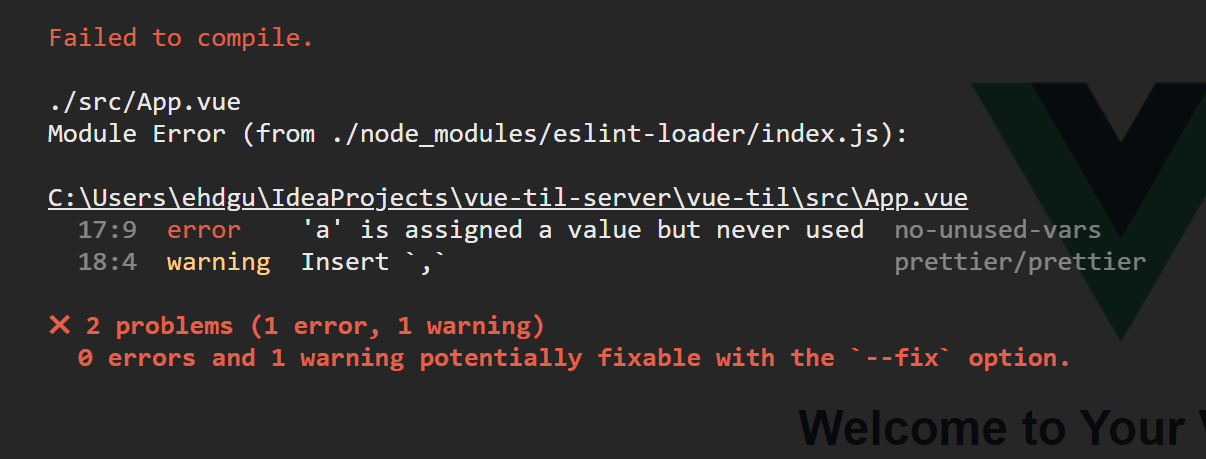 Failed to compile.
./src/App.vue
Module Error (from ./node_modules/eslint-loader/index.js):
C:\Users\ehdgu\IdeaProjects\vue-til-server\vue-til\src\App.vue
17:9  error    'a' is assigned a value but never used  no-unused-vars
18:4  warning  Insert `,`                              prettier/prettier
✕ 2 problems (1 error, 1 warning)
0 errors and 1 warning potentially fixable with the `--fix` option.
Welcome to Your V